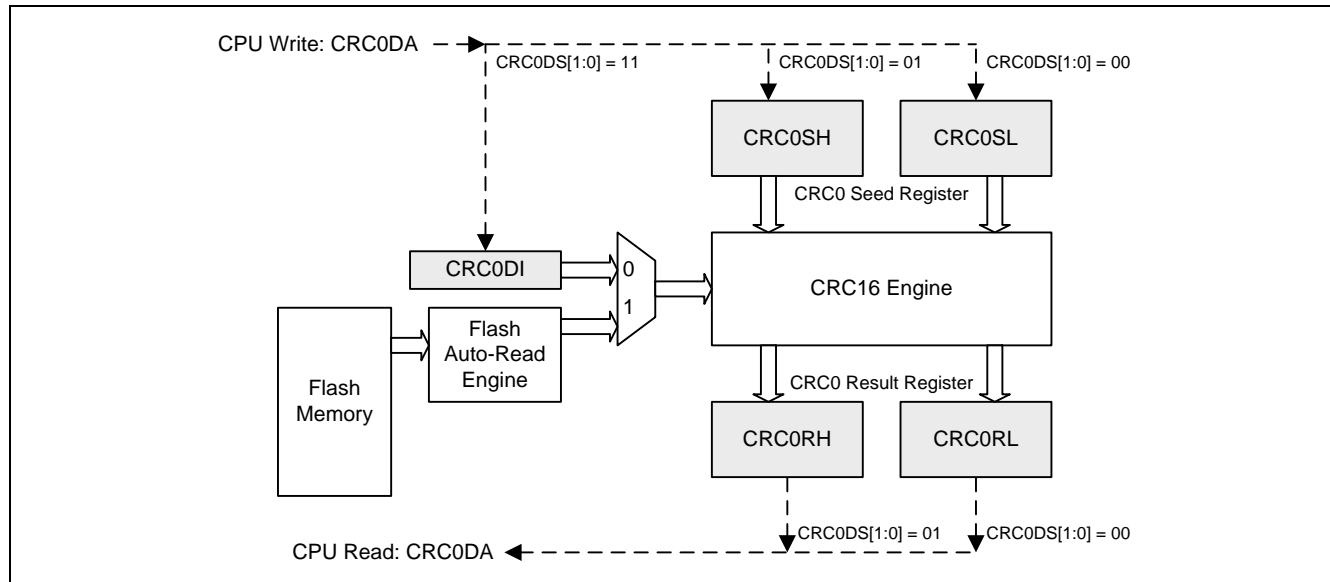 CPU Write: CRC0DA
CRC0DS[1:0] = 11
CRC0DS[1:0] = 01
CRC0DS[1:0] = 00
CRC0SH
CRC0SL
CRC0 Seed Register
CRC0DI
0
1
CRC16 Engine
Flash
Auto-Read
Engine
Flash
Memory
CRC0 Result Register
CRC0RH
CRC0RL
CRC0DS[1:0] = 01
CRC0DS[1:0] = 00
CPU Read: CRC0DA